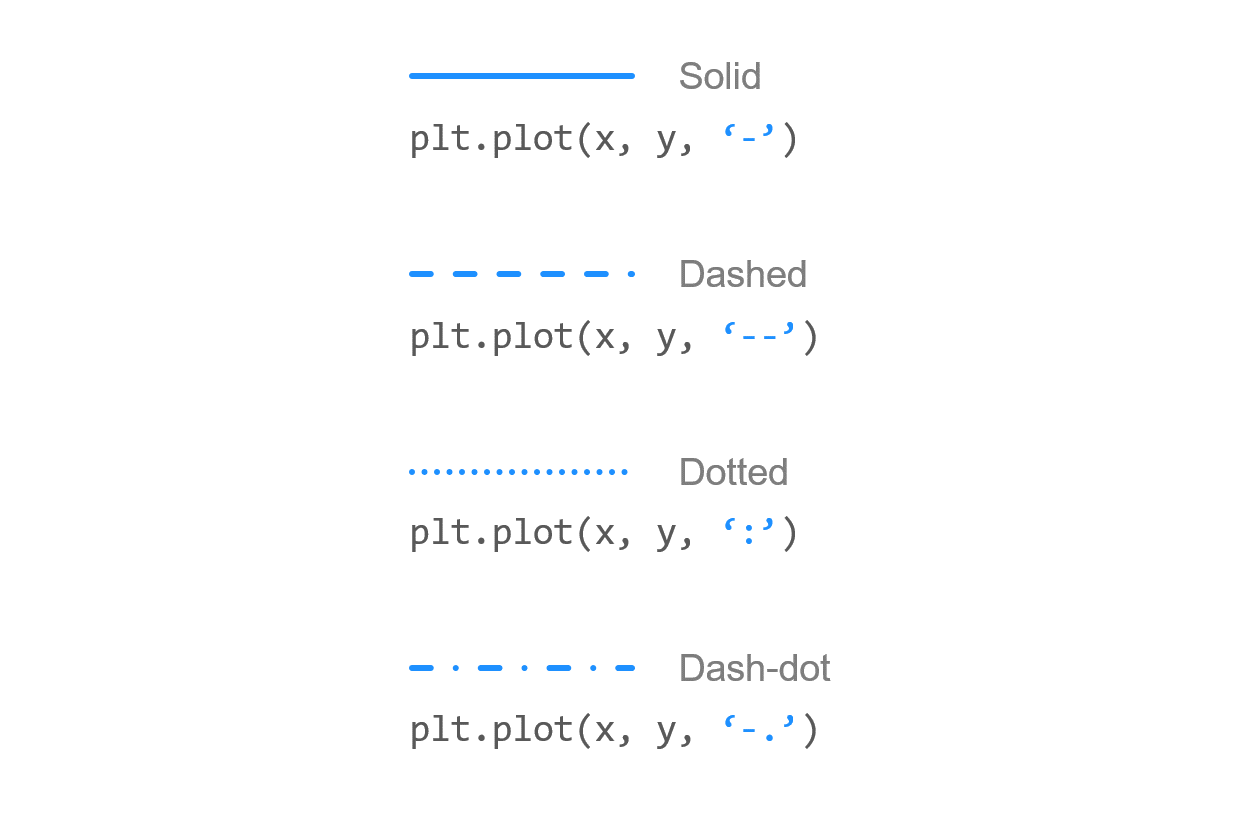 Solid
plt.plot(x, y, ‘-’)
Dashed
plt.plot(x, y, ‘--’)
Dotted
plt.plot(x, y, ‘:’)
Dash-dot
plt.plot(x, y, ‘-.’)